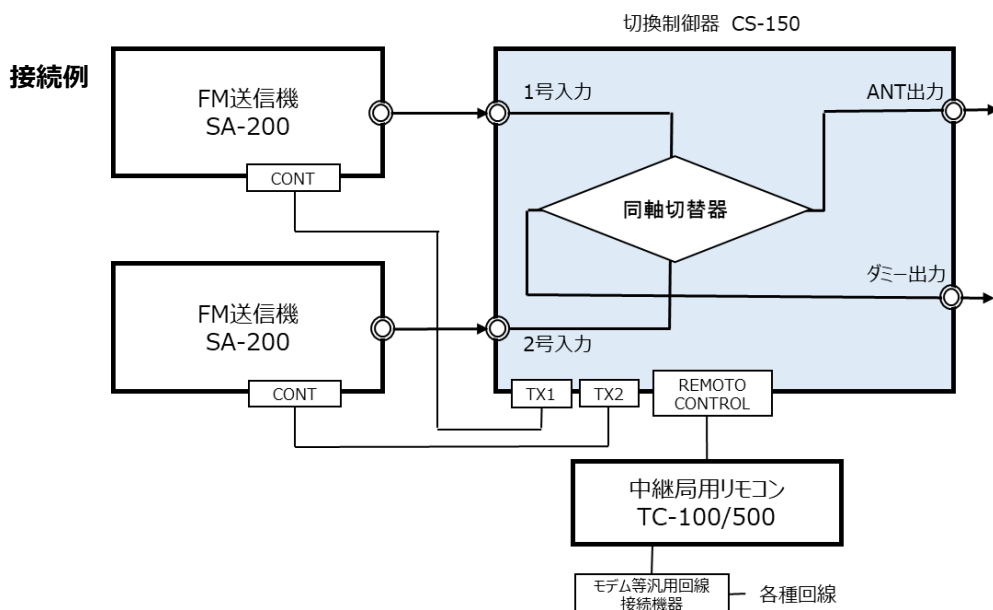 切換制御器 CS-150
接続例
FM送信機
SA-200
CONT
1号入力
ANT出力
同軸切替器
ダミー出力
FM送信機
SA-200
CONT
2号入力
TX1
TX2
REMOTO
CONTROL
中継局用リモコン
TC-100/500
モデム等汎用回線
接続機器
各種回線